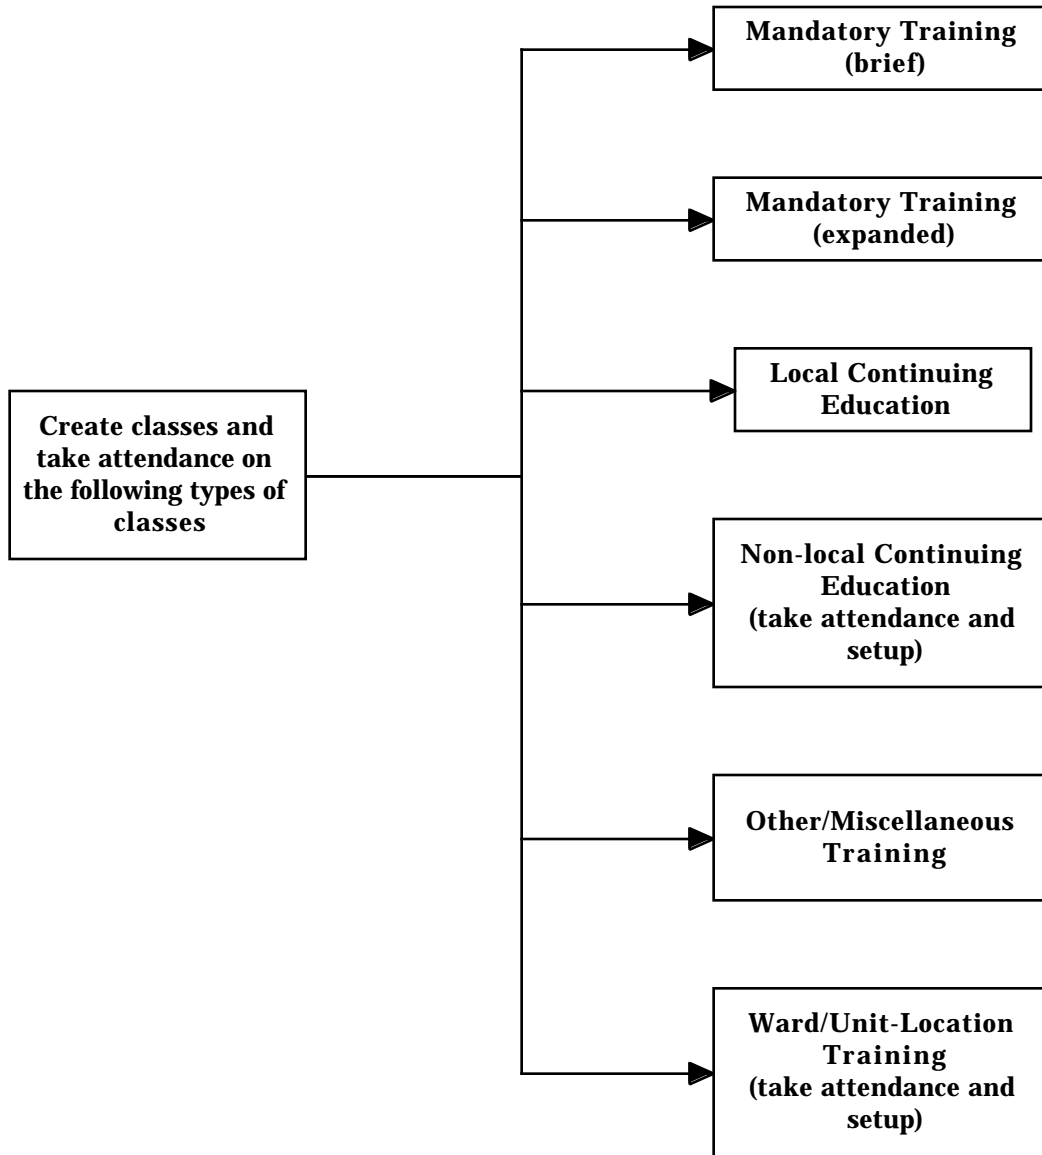 Mandatory Training
(brief)
Mandatory Training
(expanded)
Local Continuing
Education
Create classes and
take attendance on
the following types of
classes
Non-local Continuing
Education
(take attendance and
setup)
Other/Miscellaneous
Training
Ward/Unit-Location
Training
(take attendance and
setup)